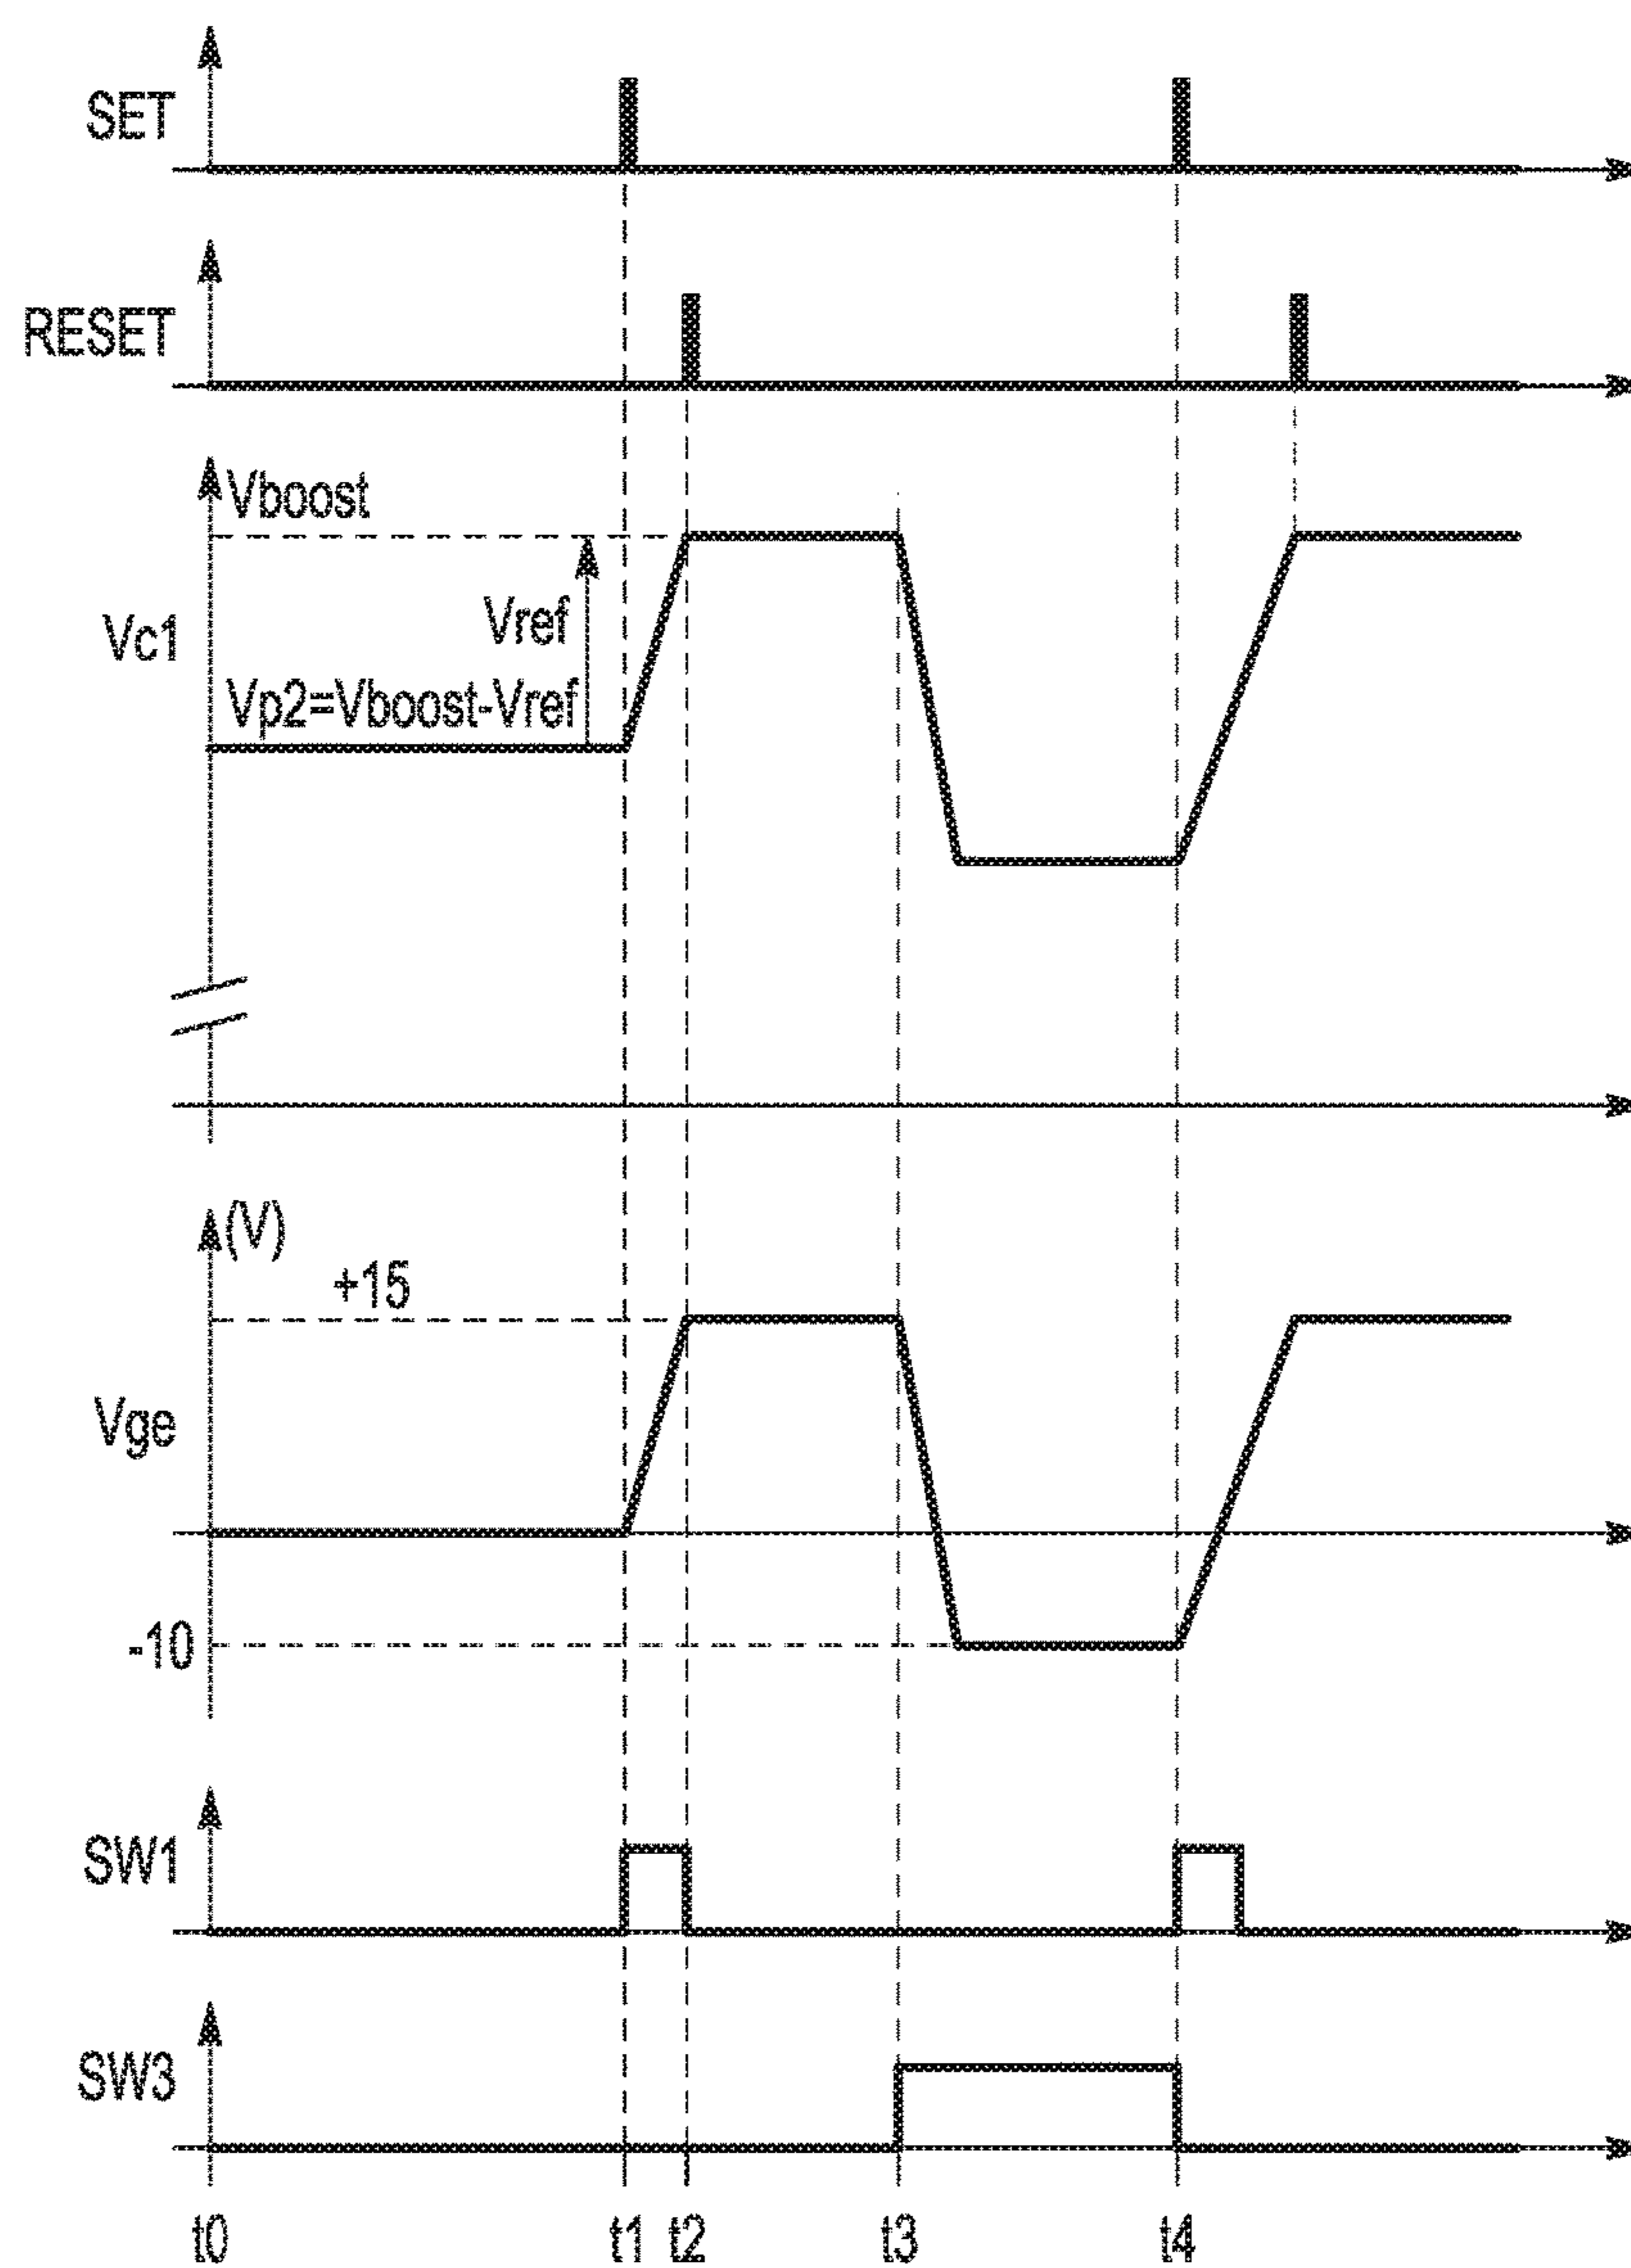 SET
RESET
Vboost
Vref
Vc1
Vp2=Vboost-Vref
(V)
+15
Vge
-10
SW1
SW3
t0 t1 t2 t3 t4